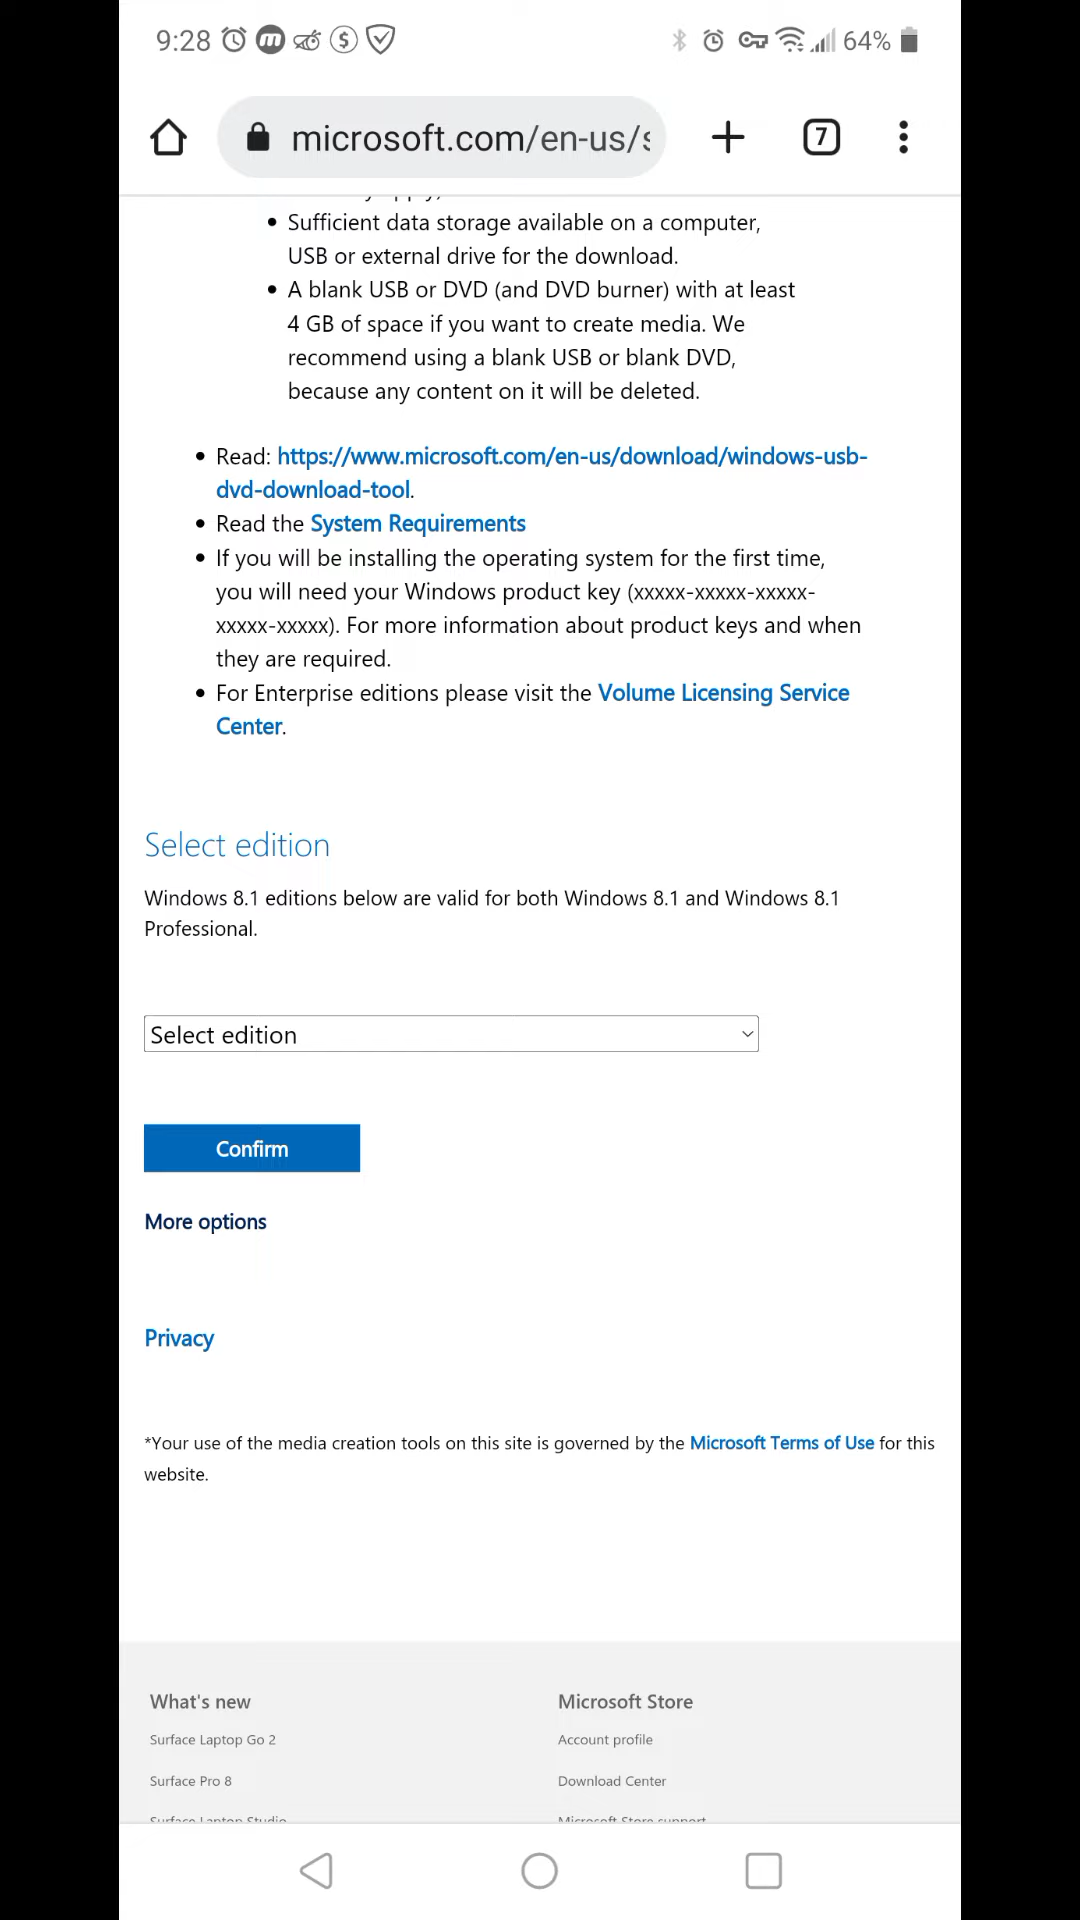 9:28
64%
microsoft.com/en-us/s
7
• Sufficient data storage available on a computer,
USB or external drive for the download.
• A blank USB or DVD (and DVD burner) with at least
4 GB of space if you want to create media. We
recommend using a blank USB or blank DVD,
because any content on it will be deleted.
• Read: https://www.microsoft.com/en-us/download/windows-usb-
dvd-download-tool.
• Read the System Requirements
• If you will be installing the operating system for the first time,
you will need your Windows product key (xxxxx-xxxxx-xxxxx-
xxxxx-xxxxx). For more information about product keys and when
they are required.
• For Enterprise editions please visit the Volume Licensing Service
Center.
Select edition
Windows 8.1 editions below are valid for both Windows 8.1 and Windows 8.1
Professional.
Select edition
Confirm
More options
Privacy
*Your use of the media creation tools on this site is governed by the Microsoft Terms of Use for this
website.
What's new
Microsoft Store
Surface Laptop Go 2
Account profile
Surface Pro 8
Download Center
Surface Laptop Studio
Microsoft Store support